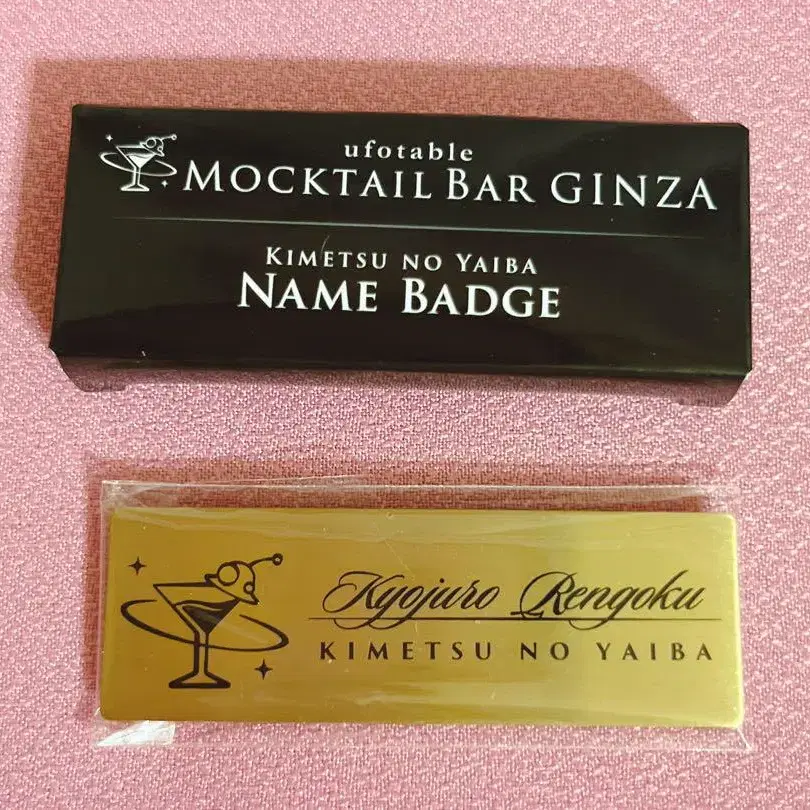 ufotable
MOCKTAIL BAR GINZA
KIMETSU NO YAIBA
NAME BADGE
Kyojuro Rengoku
KIMETSU NO YAIBA